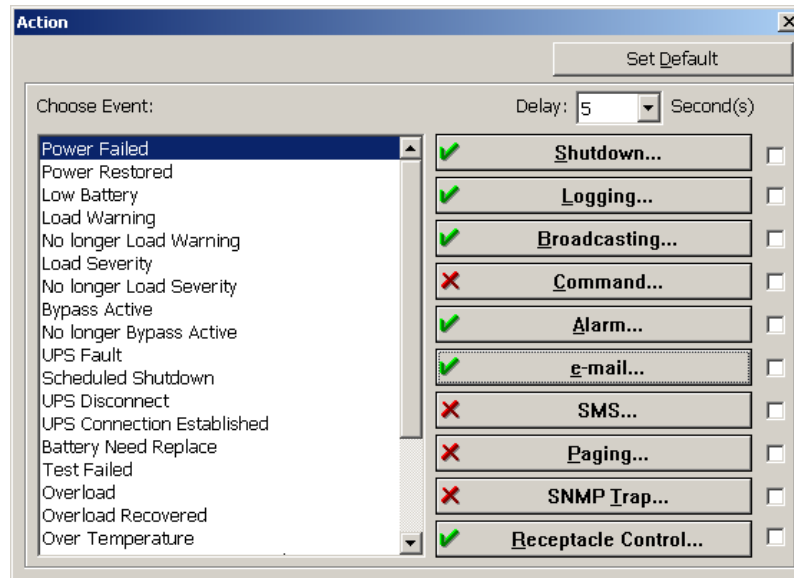 Action
Set Default
Choose Event:
Delay: 5 Second(s)
Power Failed
Power Restored
Low Battery
Load Warning
No longer Load Warning
Load Severity
No longer Load Severity
Bypass Active
No longer Bypass Active
UPS Fault
Scheduled Shutdown
UPS Disconnect
UPS Connection Established
Battery Need Replace
Test Failed
Overload
Overload Recovered
Over Temperature
Shutdown...
Logging...
Broadcasting...
Command...
Alarm...
e-mail...
SMS...
Paging...
SNMP Trap...
Receptacle Control...